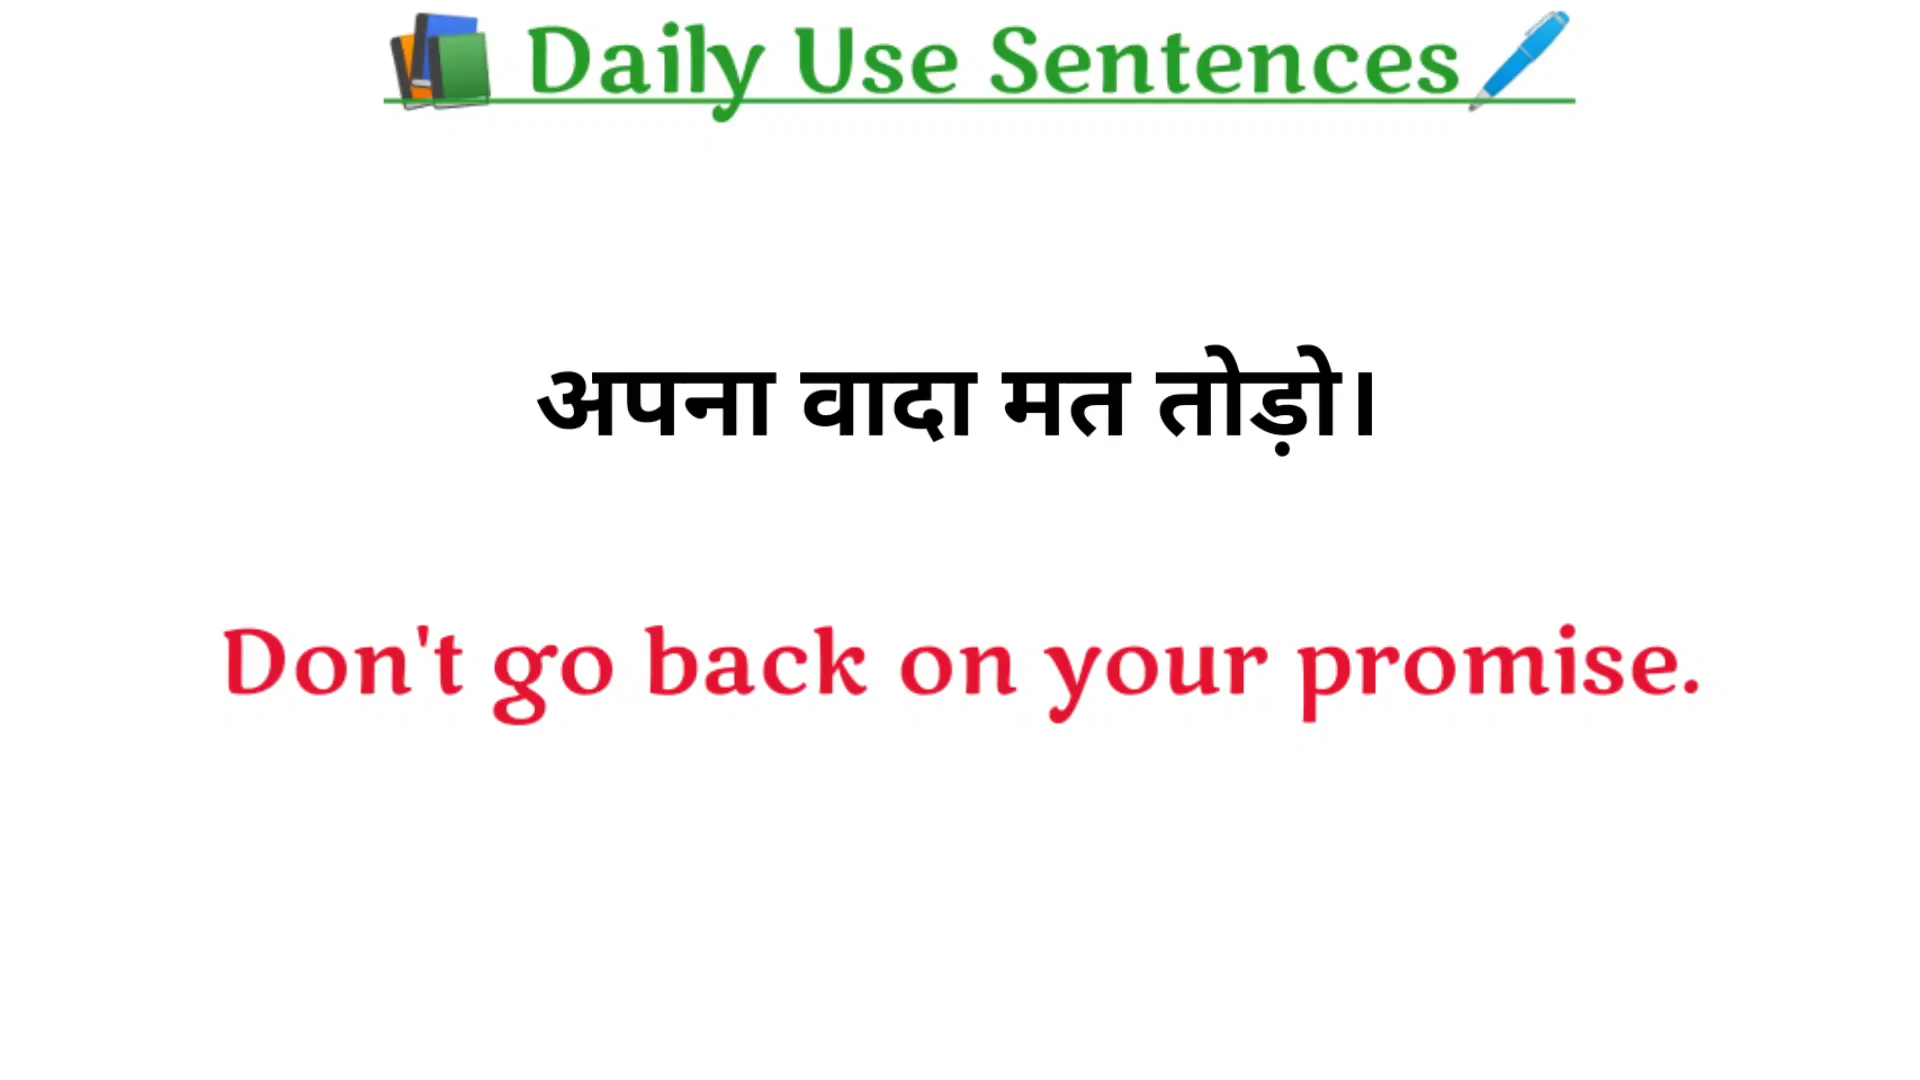 Daily Use Sentences
अपना वादा मत तोड़ो।
Don't go back on your promise.